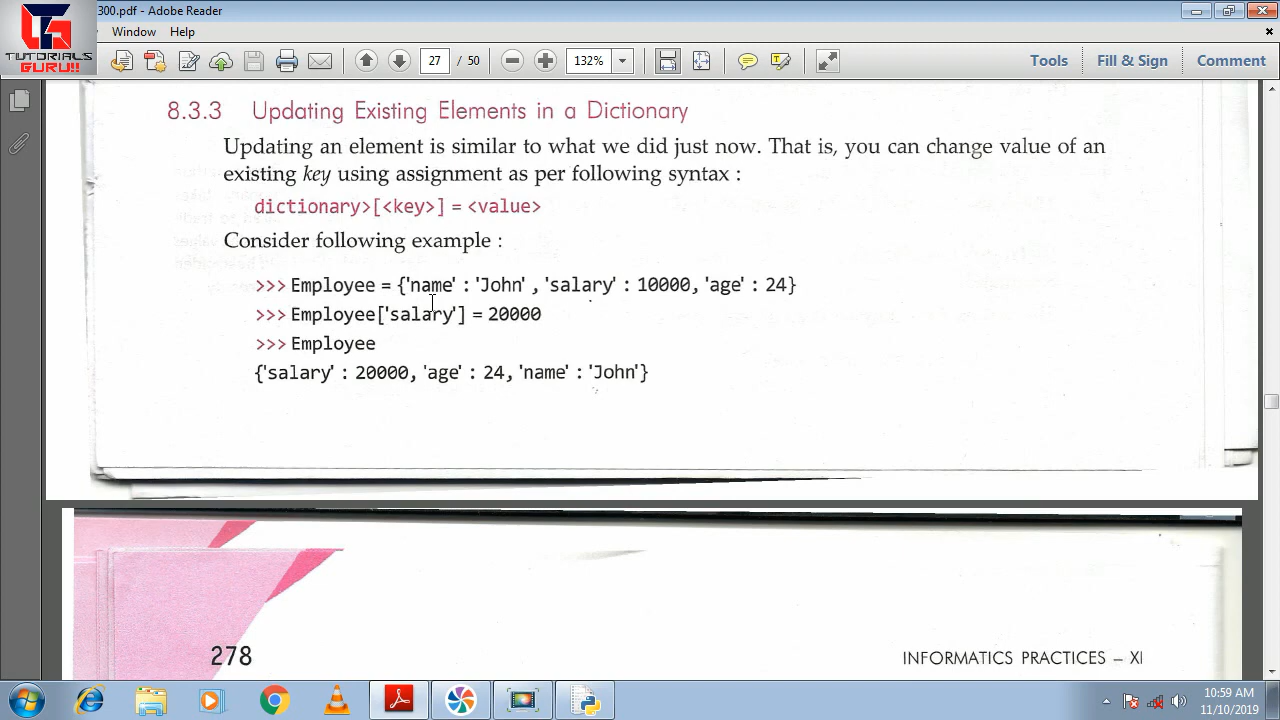 300.pdf - Adobe Reader
TUTORIALS
GURU!!
Window Help
27 / 50 132% Tools Fill & Sign Comment
8.3.3 Updating Existing Elements in a Dictionary
Updating an element is similar to what we did just now. That is, you can change value of an
existing key using assignment as per following syntax :
dictionary>[<key>] = <value>
Consider following example :
>>> Employee = {'name' : 'John' , 'salary' : 10000, 'age' : 24}
>>> Employee['salary'] = 20000
>>> Employee
{'salary' : 20000, 'age' : 24, 'name' : 'John'}
278 INFORMATICS PRACTICES – XI
10:59 AM
11/10/2019